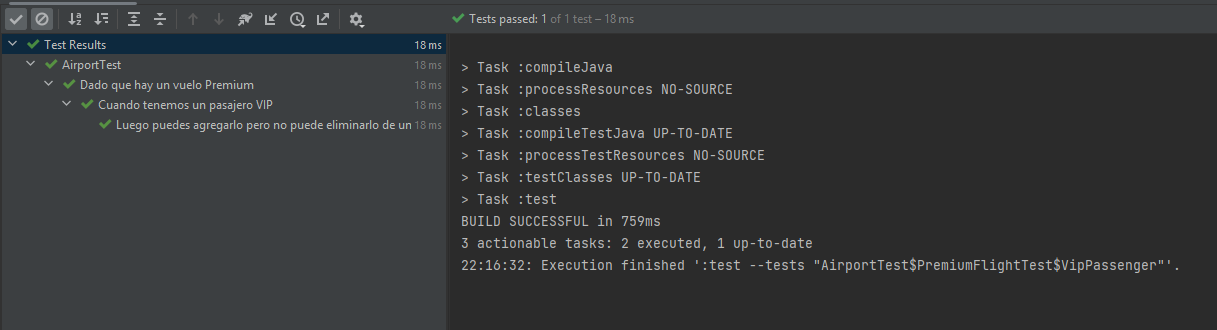 Tests passed: 1 of 1 test – 18 ms
Test Results 18 ms
AirportTest 18 ms
Dado que hay un vuelo Premium 18 ms
Cuando tenemos un pasajero VIP 18 ms
Luego puedes agregarlo pero no puede eliminarlo de un 18 ms
> Task :compileJava
> Task :processResources NO-SOURCE
> Task :classes
> Task :compileTestJava UP-TO-DATE
> Task :processTestResources NO-SOURCE
> Task :testClasses UP-TO-DATE
> Task :test
BUILD SUCCESSFUL in 759ms
3 actionable tasks: 2 executed, 1 up-to-date
22:16:32: Execution finished ':test --tests "AirportTest$PremiumFlightTest$VipPassenger"'.